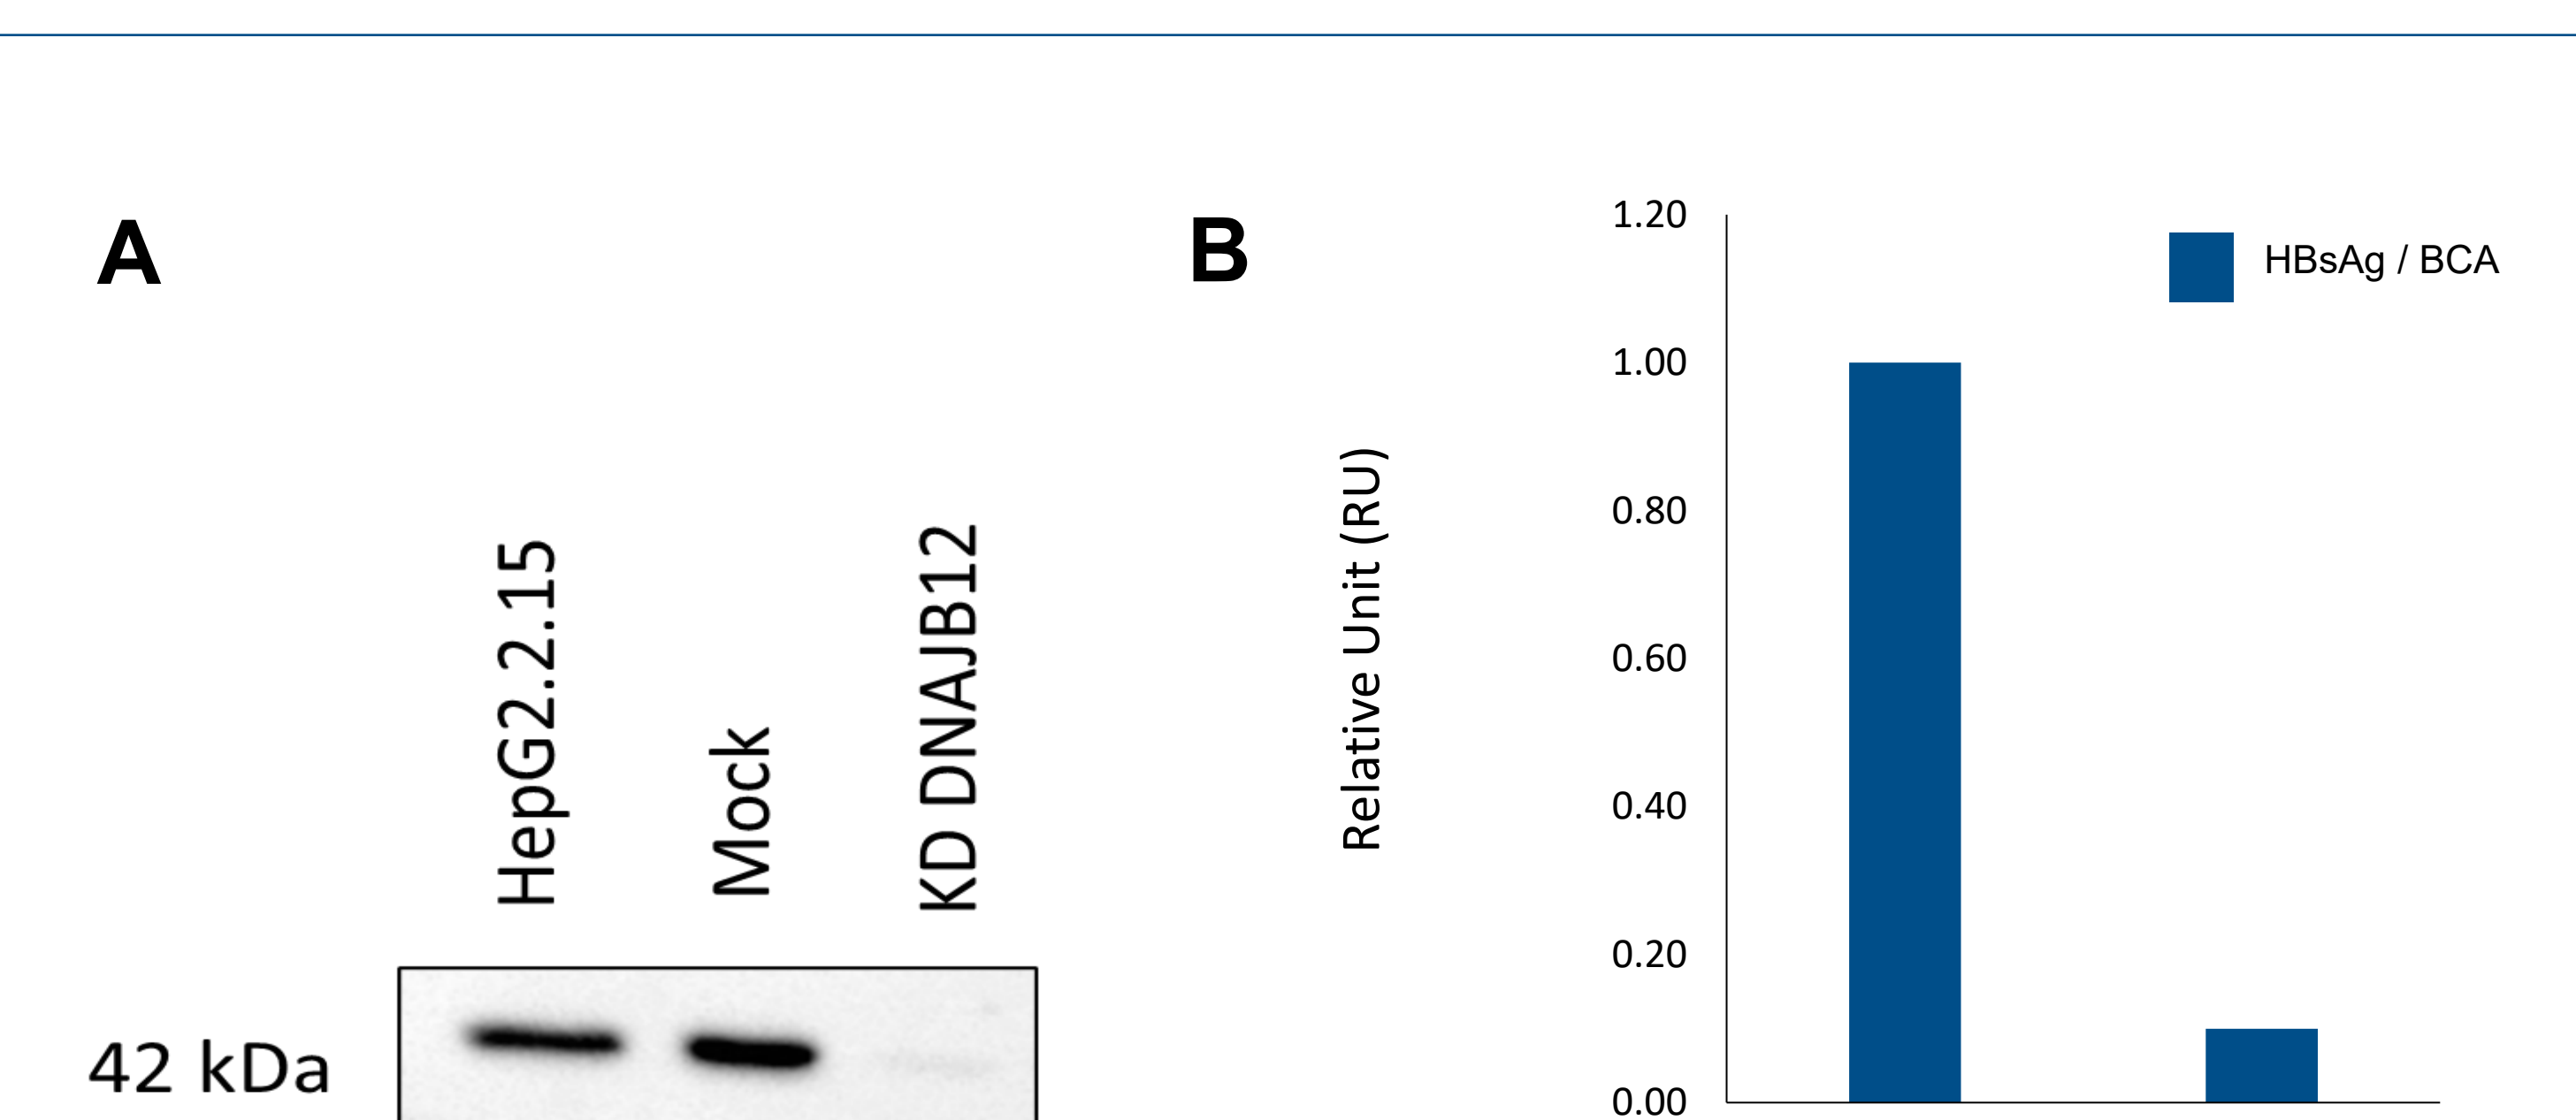 A
HepG2.2.15
Mock
KD DNAJB12
42 kDa
B
Relative Unit (RU)
1.20
1.00
0.80
0.60
0.40
0.20
0.00
HBsAg / BCA